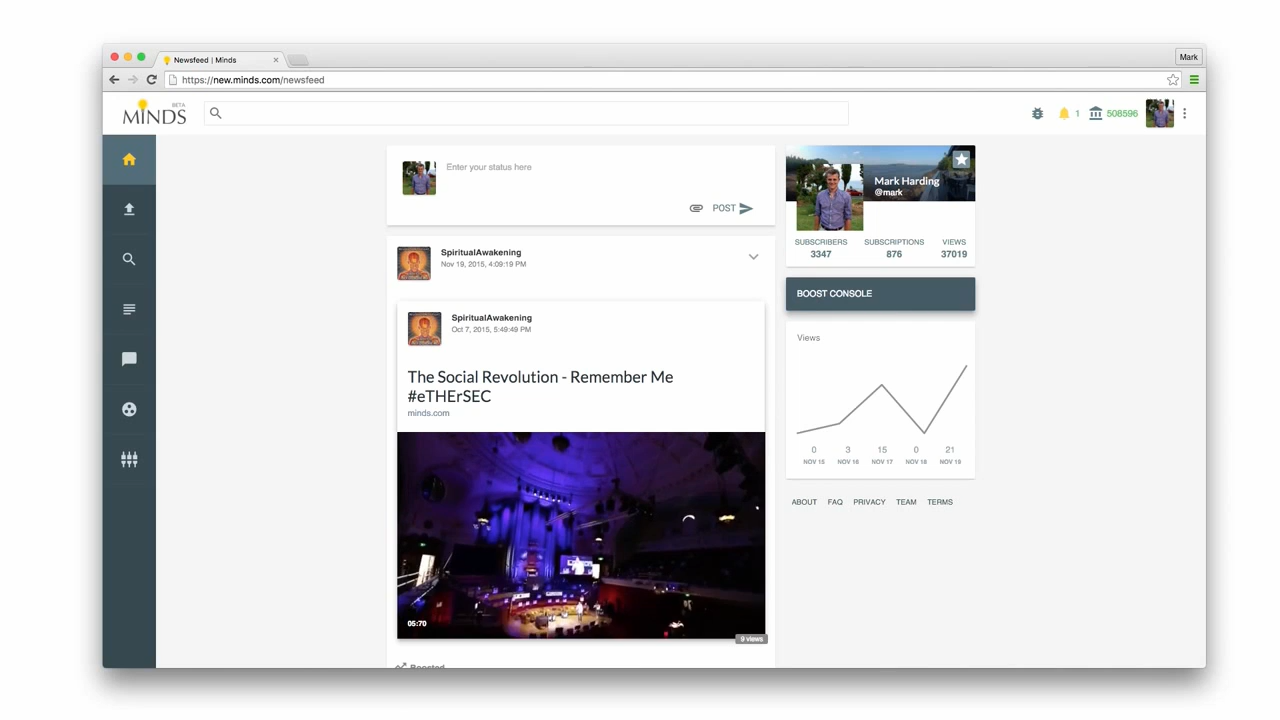 Newsfeed | Minds
Mark
https://new.minds.com/newsfeed
MINDS BETA
1
508596
Enter your status here
POST
SpiritualAwakening
Nov 19, 2015, 4:09:19 PM
SpiritualAwakening
Oct 7, 2015, 5:49:49 PM
The Social Revolution - Remember Me
#eTHErSEC
minds.com
05:70
9 views
Boosted
Mark Harding
@mark
SUBSCRIBERS SUBSCRIPTIONS VIEWS
3347 876 37019
BOOST CONSOLE
Views
0 3 15 0 21
NOV 15 NOV 16 NOV 17 NOV 18 NOV 19
ABOUT FAQ PRIVACY TEAM TERMS